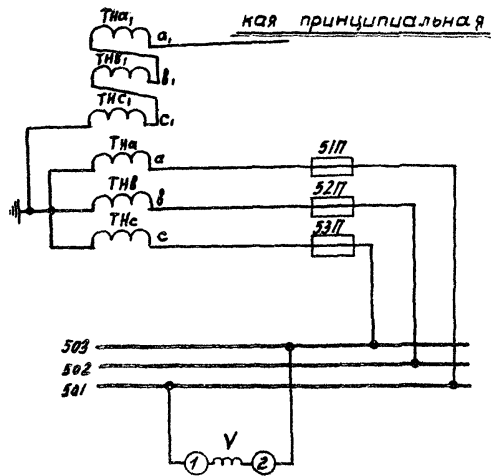 кая принципиальная
ТНа₁ а₁
ТНв₁ в₁
ТНс₁ с₁
ТНа а 51П
ТНв в 52П
ТНс с 53П
503
502
501
V
1 2